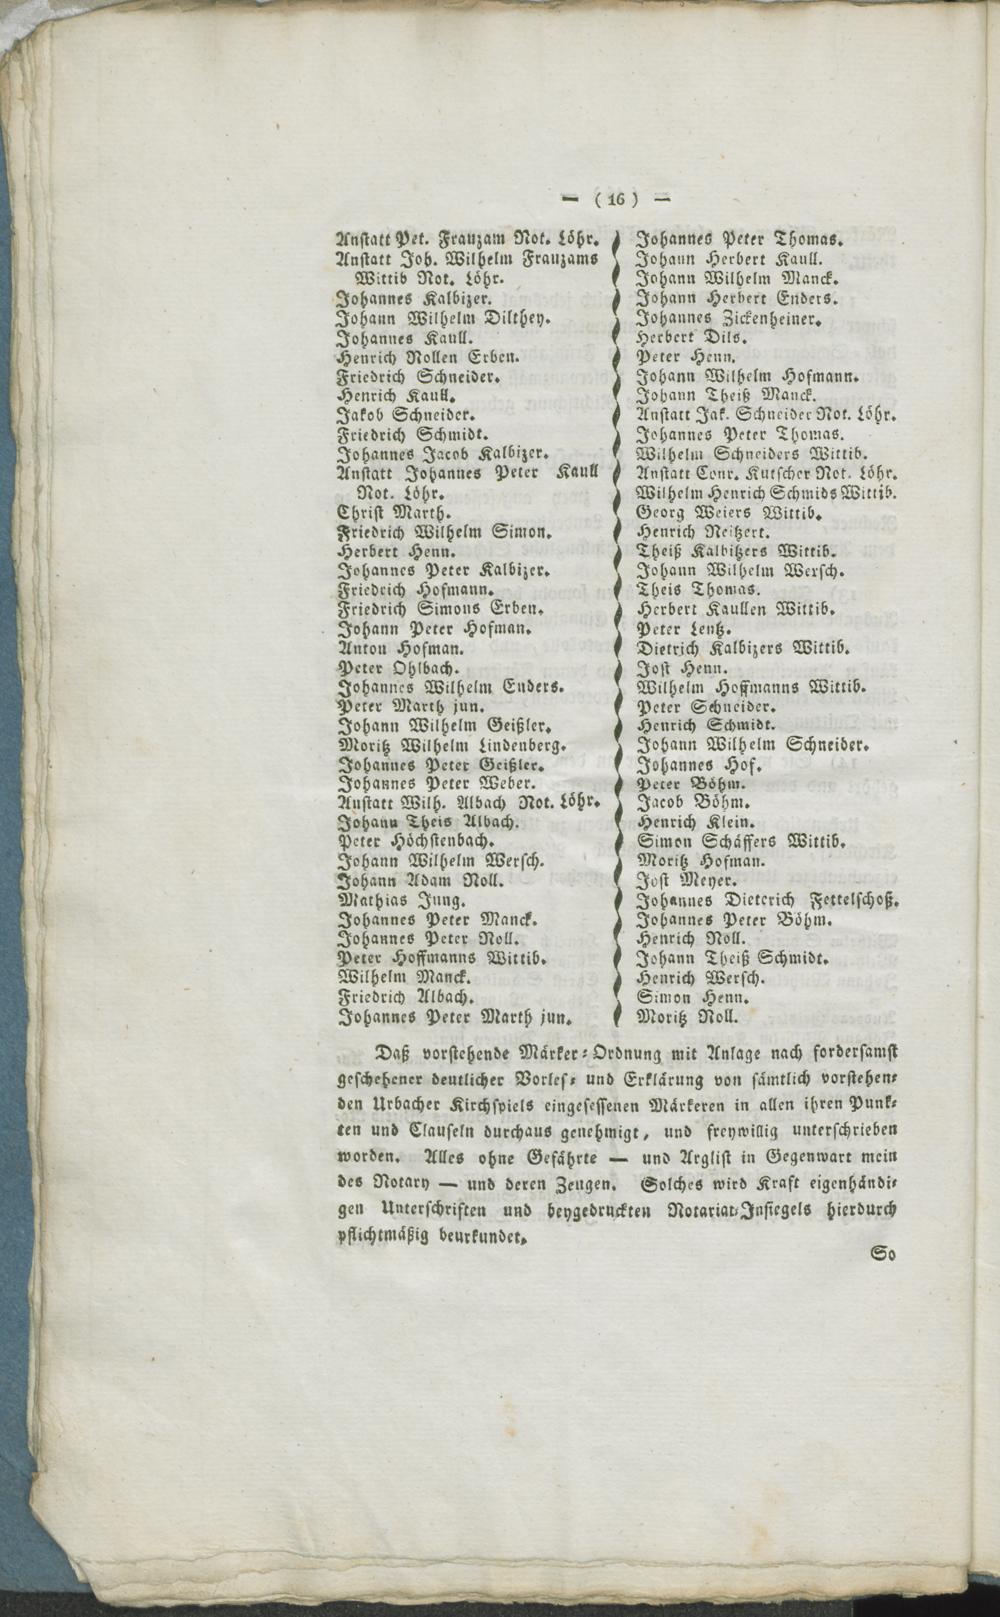 — ( 16 ) —
Anstatt Pet. Frauzam Not. Löhr.
Anstatt Joh. Wilhelm Frauzams
Wittib Not. Löhr.
Johannes Kalbizer.
Johann Wilhelm Dilthey.
Johannes Kaull.
Henrich Nollen Erben.
Friedrich Schneider.
Henrich Kaull.
Jakob Schneider.
Friedrich Schmidt.
Johannes Jacob Kalbizer.
Anstatt Johannes Peter Kaull
Not. Löhr.
Christ Marth.
Friedrich Wilhelm Simon.
Herbert Henn.
Johannes Peter Kalbizer.
Friedrich Hofmann.
Friedrich Simons Erben.
Johann Peter Hofman.
Anton Hofman.
Peter Ohlbach.
Johannes Wilhelm Enders.
Peter Marth jun.
Johann Wilhelm Geißler.
Moritz Wilhelm Lindenberg.
Johannes Peter Geißler.
Johannes Peter Weber.
Anstatt Wilh. Albach Not. Löhr.
Johann Theis Albach.
Peter Höchstenbach.
Johann Wilhelm Wersch.
Johann Adam Noll.
Mathias Jung.
Johannes Peter Manck.
Johannes Peter Noll.
Peter Hoffmanns Wittib.
Wilhelm Manck.
Friedrich Albach.
Johannes Peter Marth jun.
Johannes Peter Thomas.
Johann Herbert Kaull.
Johann Wilhelm Manck.
Johann Herbert Enders.
Johannes Zickenheiner.
Herbert Dils.
Peter Henn.
Johann Wilhelm Hofmann.
Johann Theiß Manck.
Anstatt Jak. Schneider Not. Löhr.
Johannes Peter Thomas.
Wilhelm Schneiders Wittib.
Anstatt Conr. Kutscher Not. Löhr.
Wilhelm Henrich Schmids Wittib.
Georg Weiers Wittib.
Henrich Neitzert.
Theiß Kalbitzers Wittib.
Johann Wilhelm Wersch.
Theis Thomas.
Herbert Kaullen Wittib.
Peter Lentz.
Dietrich Kalbizers Wittib.
Jost Henn.
Wilhelm Hoffmanns Wittib.
Peter Schneider.
Henrich Schmidt.
Johann Wilhelm Schneider.
Johannes Hof.
Peter Böhm.
Jacob Böhm.
Henrich Klein.
Simon Schäffers Wittib.
Moritz Hofman.
Jost Meyer.
Johannes Dieterich Fettelschoß.
Johannes Peter Böhm.
Henrich Noll.
Johann Theiß Schmidt.
Henrich Wersch.
Simon Henn.
Moritz Noll.
Daß vorstehende Märker-Ordnung mit Anlage nach fordersamst
geschehener deutlicher Vorles- und Erklärung von sämtlich vorstehen-
den Urbacher Kirchspiels eingesessenen Märkeren in allen ihren Punk-
ten und Clauseln durchaus genehmigt, und freywillig unterschrieben
worden. Alles ohne Gefährte — und Arglist in Gegenwart mein
des Notary — und deren Zeugen. Solches wird Kraft eigenhändi-
gen Unterschriften und beygedruckten Notariat-Insiegels hierdurch
pflichtmäßig beurkundet.
So